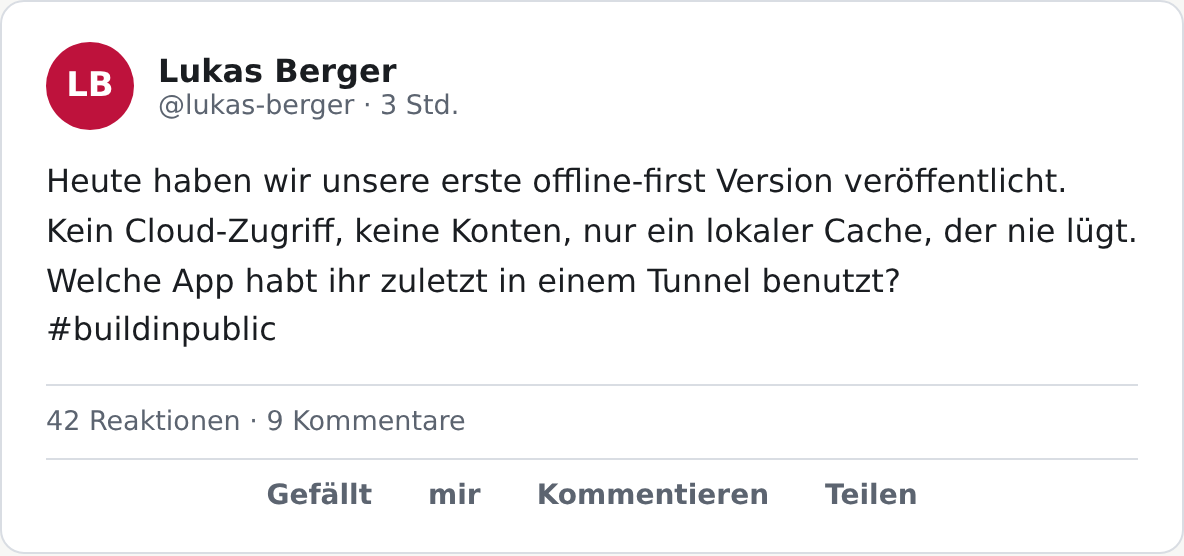 LB
Lukas Berger
@lukas-berger · 3 Std.
Heute haben wir unsere erste offline-first Version veröffentlicht.
Kein Cloud-Zugriff, keine Konten, nur ein lokaler Cache, der nie lügt.
Welche App habt ihr zuletzt in einem Tunnel benutzt?
#buildinpublic
42 Reaktionen · 9 Kommentare
Gefällt mir Kommentieren Teilen